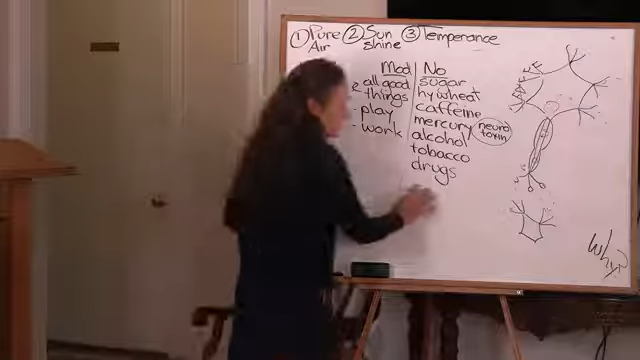 ① Pure ② Sun ③ Temperance
Air shine
Mod No
all good sugar
things hy wheat
- play caffeine
- work mercury neuro toxin
alcohol
tobacco
drugs
Why?